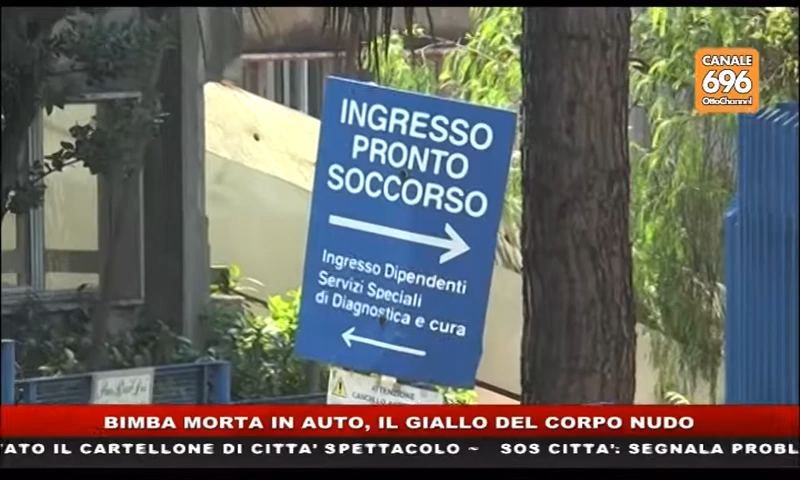 CANALE
696
OttoChannel
INGRESSO
PRONTO
SOCCORSO
Ingresso Dipendenti
Servizi Speciali
di Diagnostica e cura
ATTENZIONE
BIMBA MORTA IN AUTO, IL GIALLO DEL CORPO NUDO
TATO IL CARTELLONE DI CITTA' SPETTACOLO ~ SOS CITTA': SEGNALA PROBL